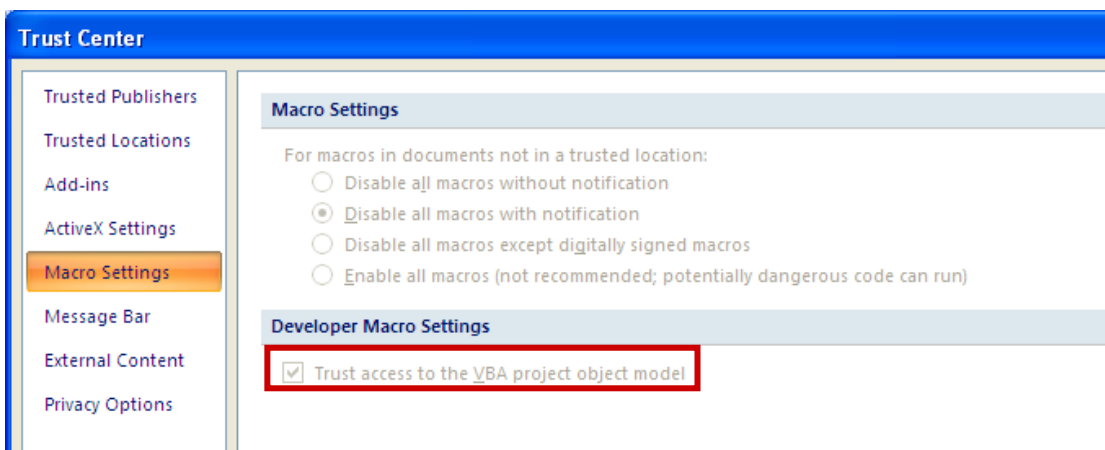 Trust Center
Trusted Publishers
Trusted Locations
Add-ins
ActiveX Settings
Macro Settings
Message Bar
External Content
Privacy Options
Macro Settings
For macros in documents not in a trusted location:
Disable all macros without notification
Disable all macros with notification
Disable all macros except digitally signed macros
Enable all macros (not recommended; potentially dangerous code can run)
Developer Macro Settings
Trust access to the VBA project object model